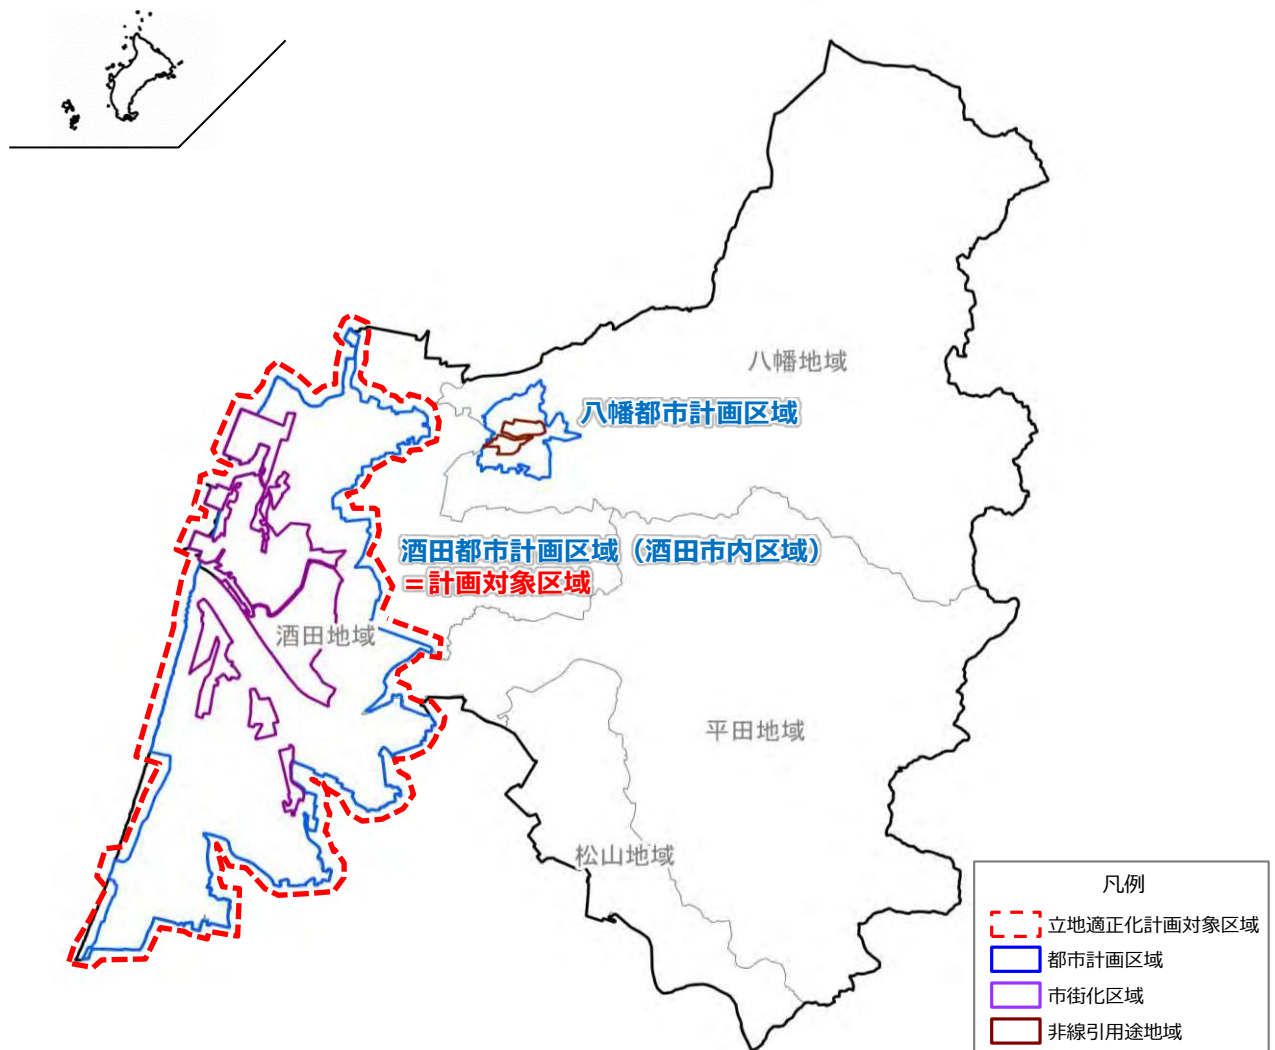 八幡地域
八幡都市計画区域
酒田都市計画区域（酒田市内区域）
＝計画対象区域
酒田地域
平田地域
松山地域
凡例
立地適正化計画対象区域
都市計画区域
市街化区域
非線引用途地域